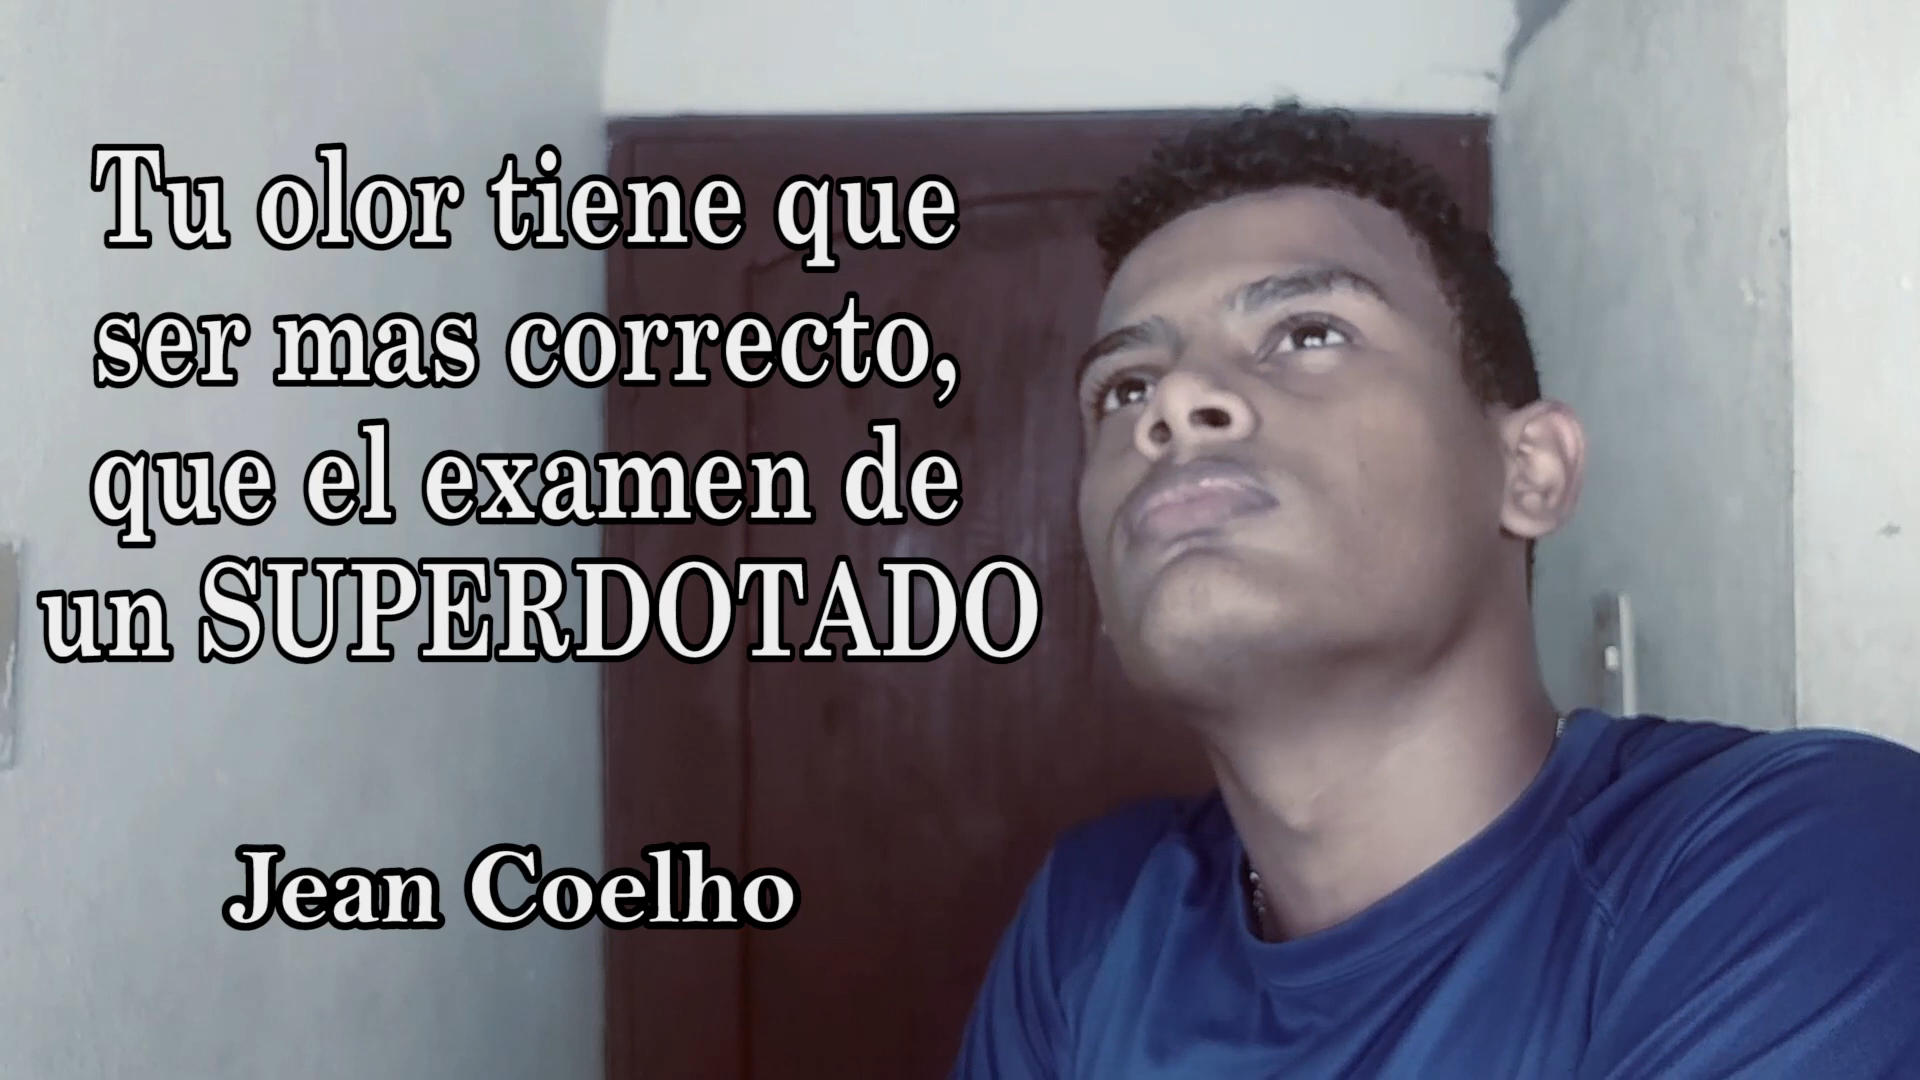 Tu olor tiene que
ser mas correcto,
que el examen de
un SUPERDOTADO
Jean Coelho